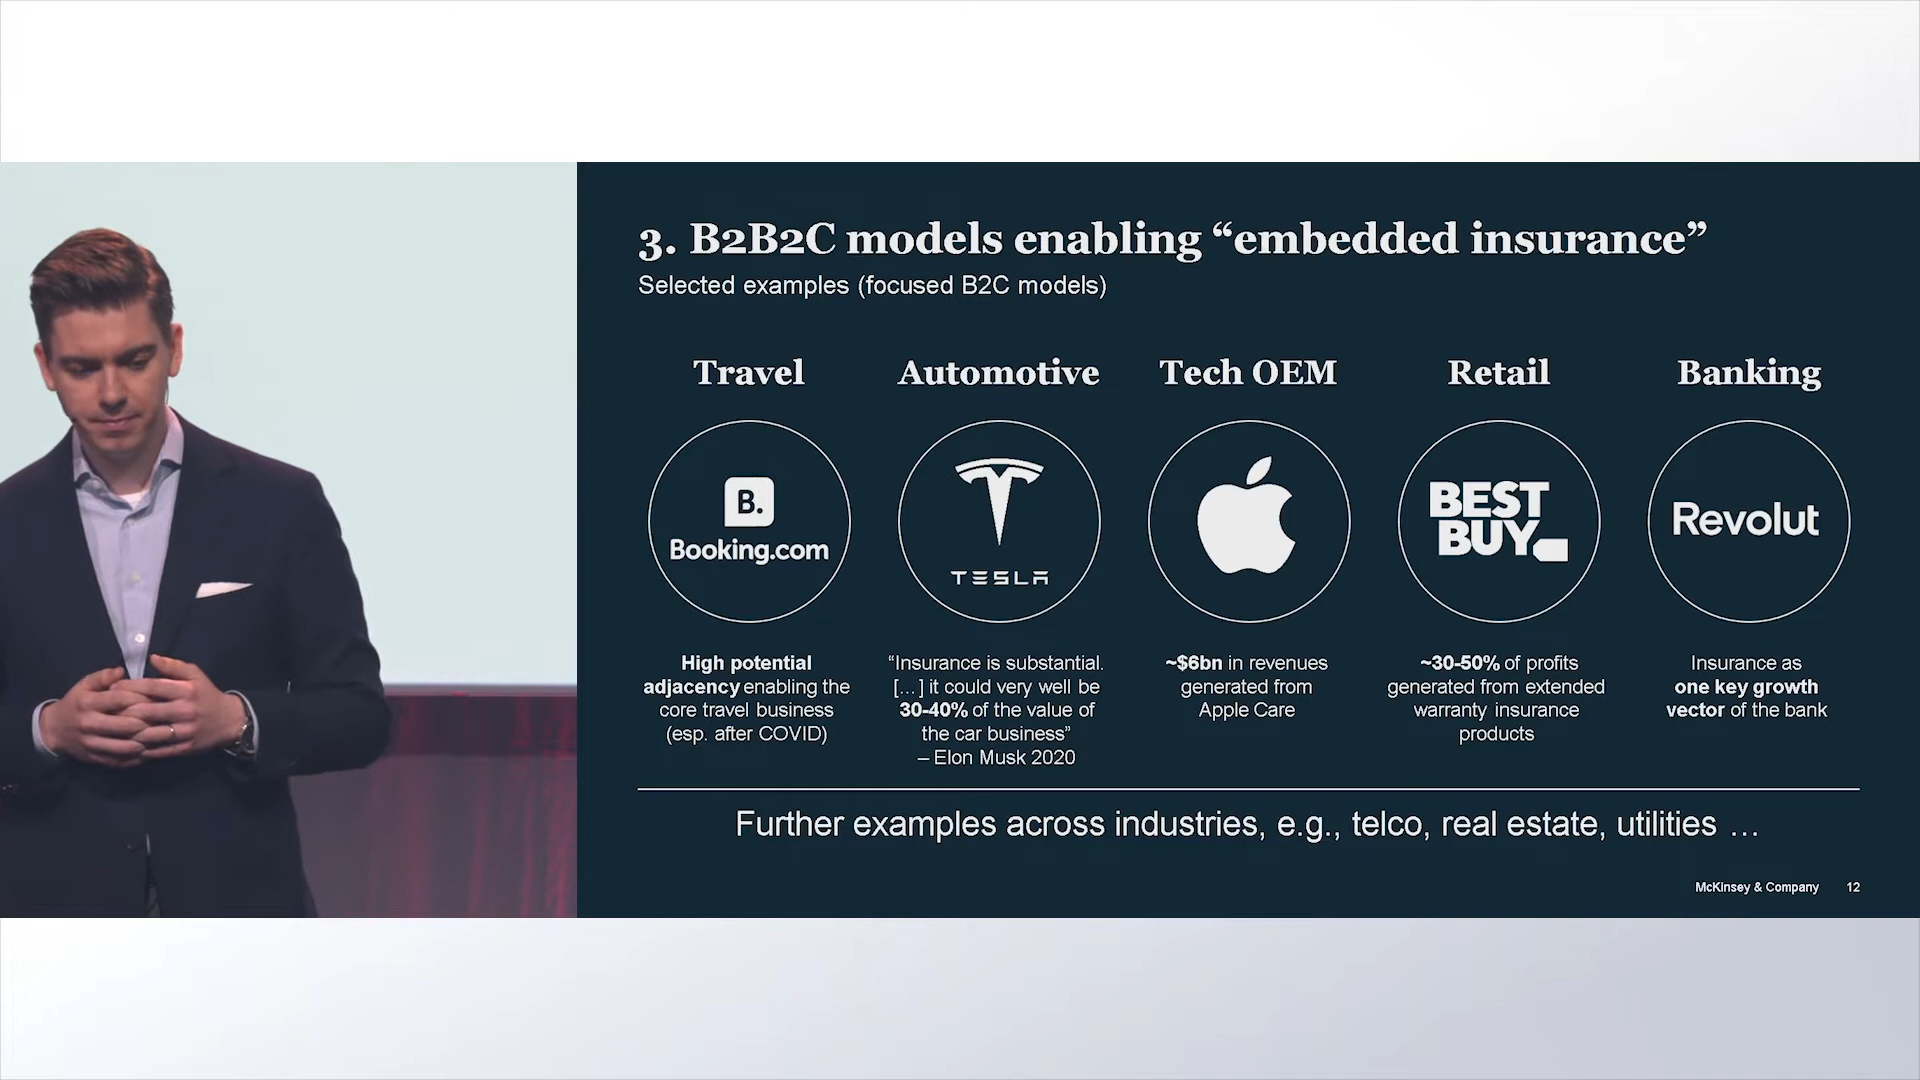 3. B2B2C models enabling “embedded insurance”
Selected examples (focused B2C models)
Travel
Automotive
Tech OEM
Retail
Banking
B.
Booking.com
TESLA
BEST
BUY
Revolut
High potential
adjacency enabling the
core travel business
(esp. after COVID)
“Insurance is substantial.
[...] it could very well be
30-40% of the value of
the car business”
– Elon Musk 2020
~$6bn in revenues
generated from
Apple Care
~30-50% of profits
generated from extended
warranty insurance
products
Insurance as
one key growth
vector of the bank
Further examples across industries, e.g., telco, real estate, utilities ...
McKinsey & Company 12